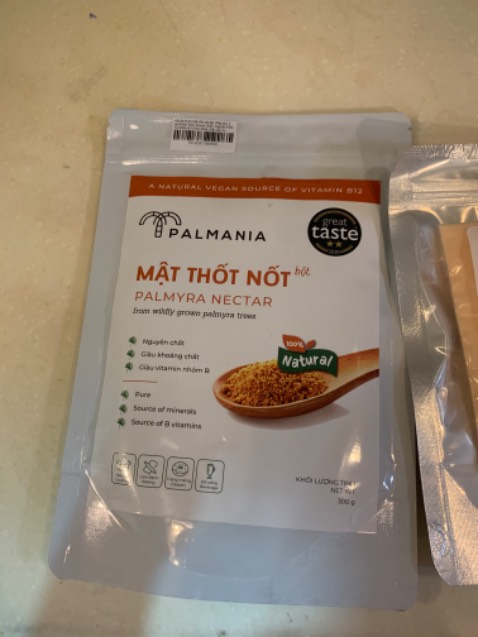 A NATURAL VEGAN SOURCE OF VITAMIN B12
PALMANIA
great
taste
MẬT THỐT NỐT bột
PALMYRA NECTAR
from wildly grown palmyra trees
100%
Natural
Nguyên chất
Giàu khoáng chất
Giàu vitamin nhóm B
Pure
Source of minerals
Source of B vitamins
KHỐI LƯỢNG TỊNH
NET WT
300 g